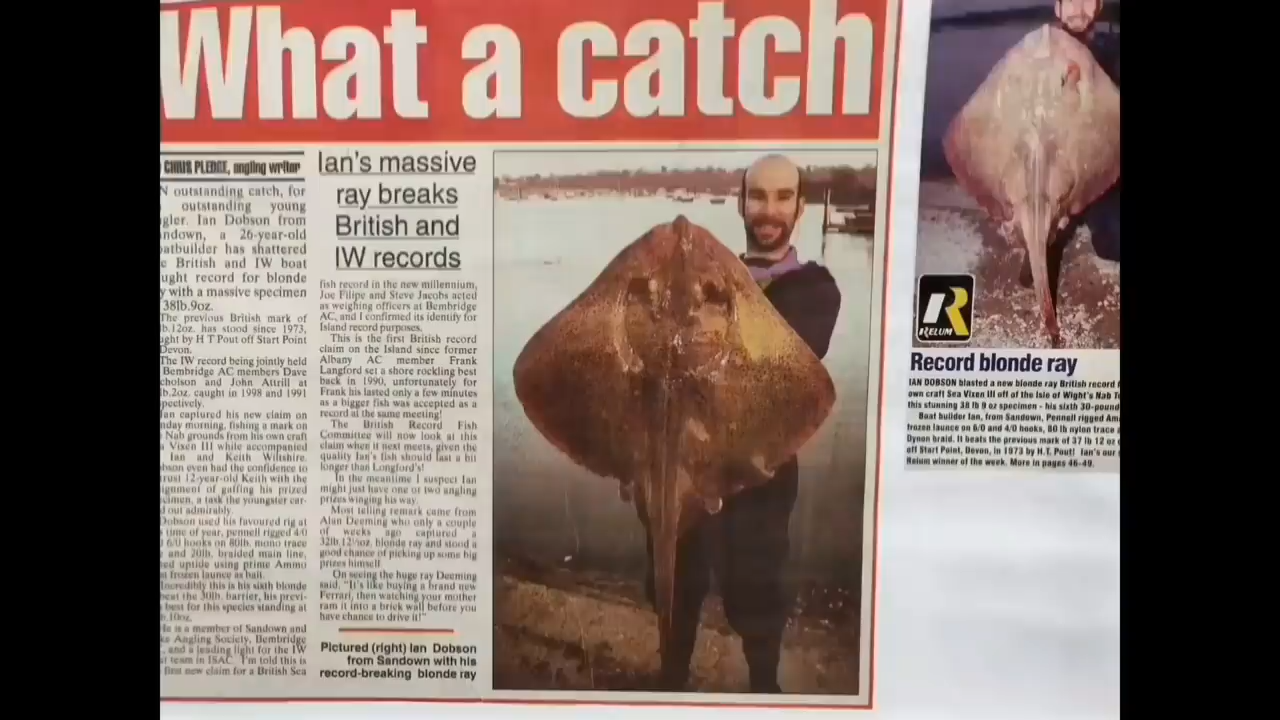 What a catch
CHRIS PLEDGE, angling writer
N outstanding catch, for
outstanding young
gler. Ian Dobson from
ndown, a 26-year-old
atbuilder has shattered
e British and IW boat
ught record for blonde
y with a massive specimen
38lb.9oz.
The previous British mark of
lb.12oz. has stood since 1973,
ught by H T Pout off Start Point
Devon.
The IW record being jointly held
Bembridge AC members Dave
cholson and John Attrill at
lb.2oz. caught in 1998 and 1991
pectively.
Ian captured his new claim on
nday morning, fishing a mark on
Nab grounds from his own craft
a Vixen III while accompanied
Ian and Keith Wiltshire.
bson even had the confidence to
rust 12-year-old Keith with the
ignment of gaffing his prized
cimen, a task the youngster car-
d out admirably.
Dobson used his favoured rig at
time of year, pennell rigged 4/0
6/0 hooks on 80lb. mono trace
and 20lb. braided main line,
ed uptide using prime Ammo
frozen launce as bait.
Incredibly this is his sixth blonde
beat the 30lb. barrier, his previ-
best for this species standing at
b.10oz.
He is a member of Sandown and
Angling Society, Bembridge
and a leading light for the IW
team in ISAC. I'm told this is
first new claim for a British Sea
Ian's massive
ray breaks
British and
IW records
fish record in the new millennium,
Joe Filipe and Steve Jacobs acted
as weighing officers at Bembridge
AC, and I confirmed its identify for
Island record purposes.
This is the first British record
claim on the Island since former
Albany AC member Frank
Langford set a shore rockling best
back in 1990, unfortunately for
Frank his lasted only a few minutes
as a bigger fish was accepted as a
record at the same meeting!
The British Record Fish
Committee will now look at this
claim when it next meets, given the
quality Ian's fish should last a bit
longer than Longford's!
In the meantime I suspect Ian
might just have one or two angling
prizes winging his way.
Most telling remark came from
Alan Deeming who only a couple
of weeks ago captured a
32lb.12½oz. blonde ray and stood a
good chance of picking up some big
prizes himself.
On seeing the huge ray Deeming
said, "It's like buying a brand new
Ferrari, then watching your mother
ram it into a brick wall before you
have chance to drive it!"
Pictured (right) Ian Dobson
from Sandown with his
record-breaking blonde ray
R
RELUM
Record blonde ray
IAN DOBSON blasted a new blonde ray British record
own craft Sea Vixen III off of the Isle of Wight's Nab
this stunning 38 lb 9 oz specimen - his sixth 30-pound
Boat builder Ian, from Sandown, Pennell rigged Am
frozen launce on 6/0 and 4/0 hooks, 80 lb nylon trace
Dynon braid. It beats the previous mark of 37 lb 12 oz
off Start Point, Devon, in 1973 by H.T. Pout! Ian's our
Relum winner of the week. More in pages 46-49.